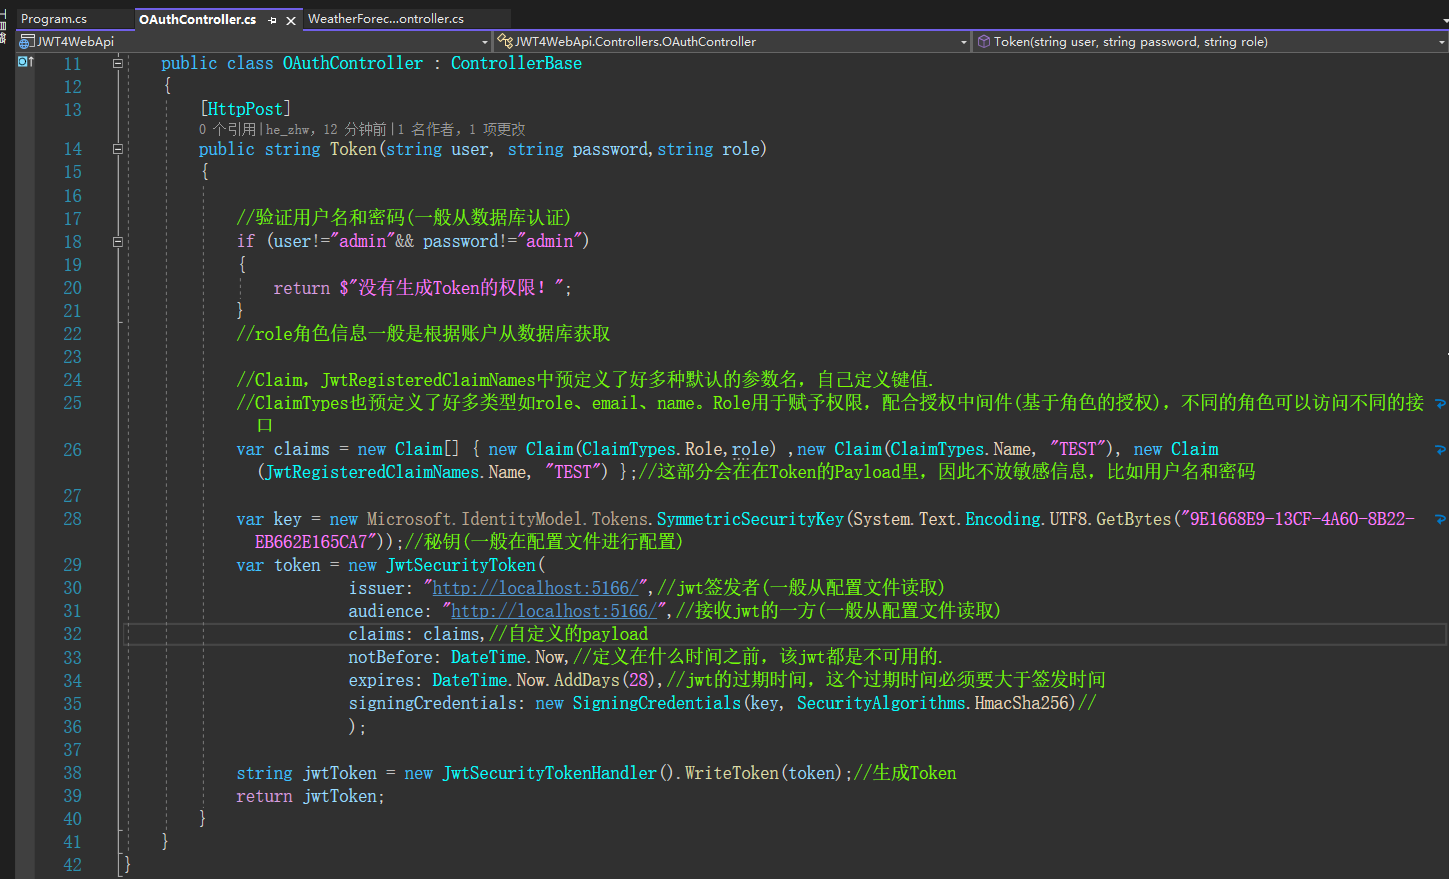 Program.cs OAuthController.cs WeatherForec...ontroller.cs
JWT4WebApi JWT4WebApi.Controllers.OAuthController Token(string user, string password, string role)
11 public class OAuthController : ControllerBase
12 {
13 [HttpPost]
0 个引用|he_zhw，12 分钟前|1 名作者，1 项更改
14 public string Token(string user, string password,string role)
15 {
16
17 //验证用户名和密码(一般从数据库认证)
18 if (user!="admin"&& password!="admin")
19 {
20 return $"没有生成Token的权限！";
21 }
22 //role角色信息一般是根据账户从数据库获取
23
24 //Claim，JwtRegisteredClaimNames中预定义了好多种默认的参数名，自己定义键值.
25 //ClaimTypes也预定义了好多类型如role、email、name。Role用于赋予权限，配合授权中间件(基于角色的授权)，不同的角色可以访问不同的接
口
26 var claims = new Claim[] { new Claim(ClaimTypes.Role,role) ,new Claim(ClaimTypes.Name, "TEST"), new Claim
(JwtRegisteredClaimNames.Name, "TEST") };//这部分会在在Token的Payload里，因此不放敏感信息，比如用户名和密码
27
28 var key = new Microsoft.IdentityModel.Tokens.SymmetricSecurityKey(System.Text.Encoding.UTF8.GetBytes("9E1668E9-13CF-4A60-8B22-
EB662E165CA7"));//秘钥(一般在配置文件进行配置)
29 var token = new JwtSecurityToken(
30 issuer: "http://localhost:5166/",//jwt签发者(一般从配置文件读取)
31 audience: "http://localhost:5166/",//接收jwt的一方(一般从配置文件读取)
32 claims: claims,//自定义的payload
33 notBefore: DateTime.Now,//定义在什么时间之前，该jwt都是不可用的.
34 expires: DateTime.Now.AddDays(28),//jwt的过期时间，这个过期时间必须要大于签发时间
35 signingCredentials: new SigningCredentials(key, SecurityAlgorithms.HmacSha256)//
36 );
37
38 string jwtToken = new JwtSecurityTokenHandler().WriteToken(token);//生成Token
39 return jwtToken;
40 }
41 }
42 }